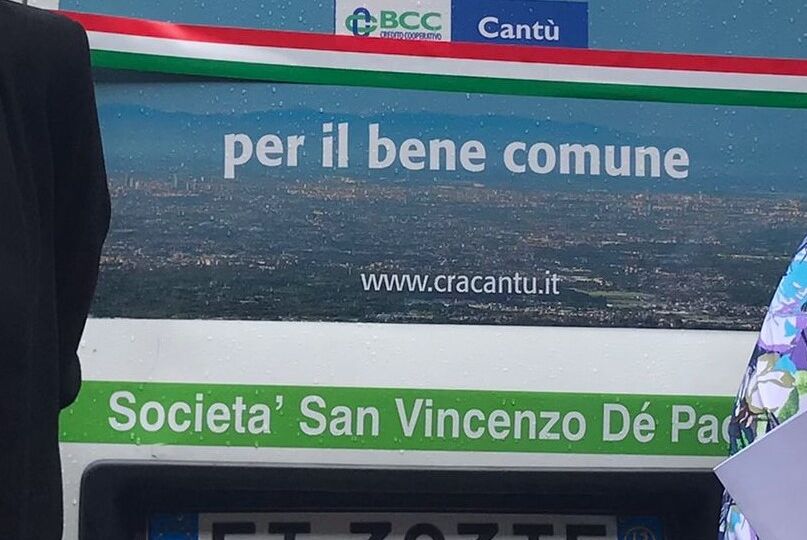 BCC
CREDITO COOPERATIVO
Cantù
per il bene comune
www.cracantu.it
Societa' San Vincenzo Dé Pao